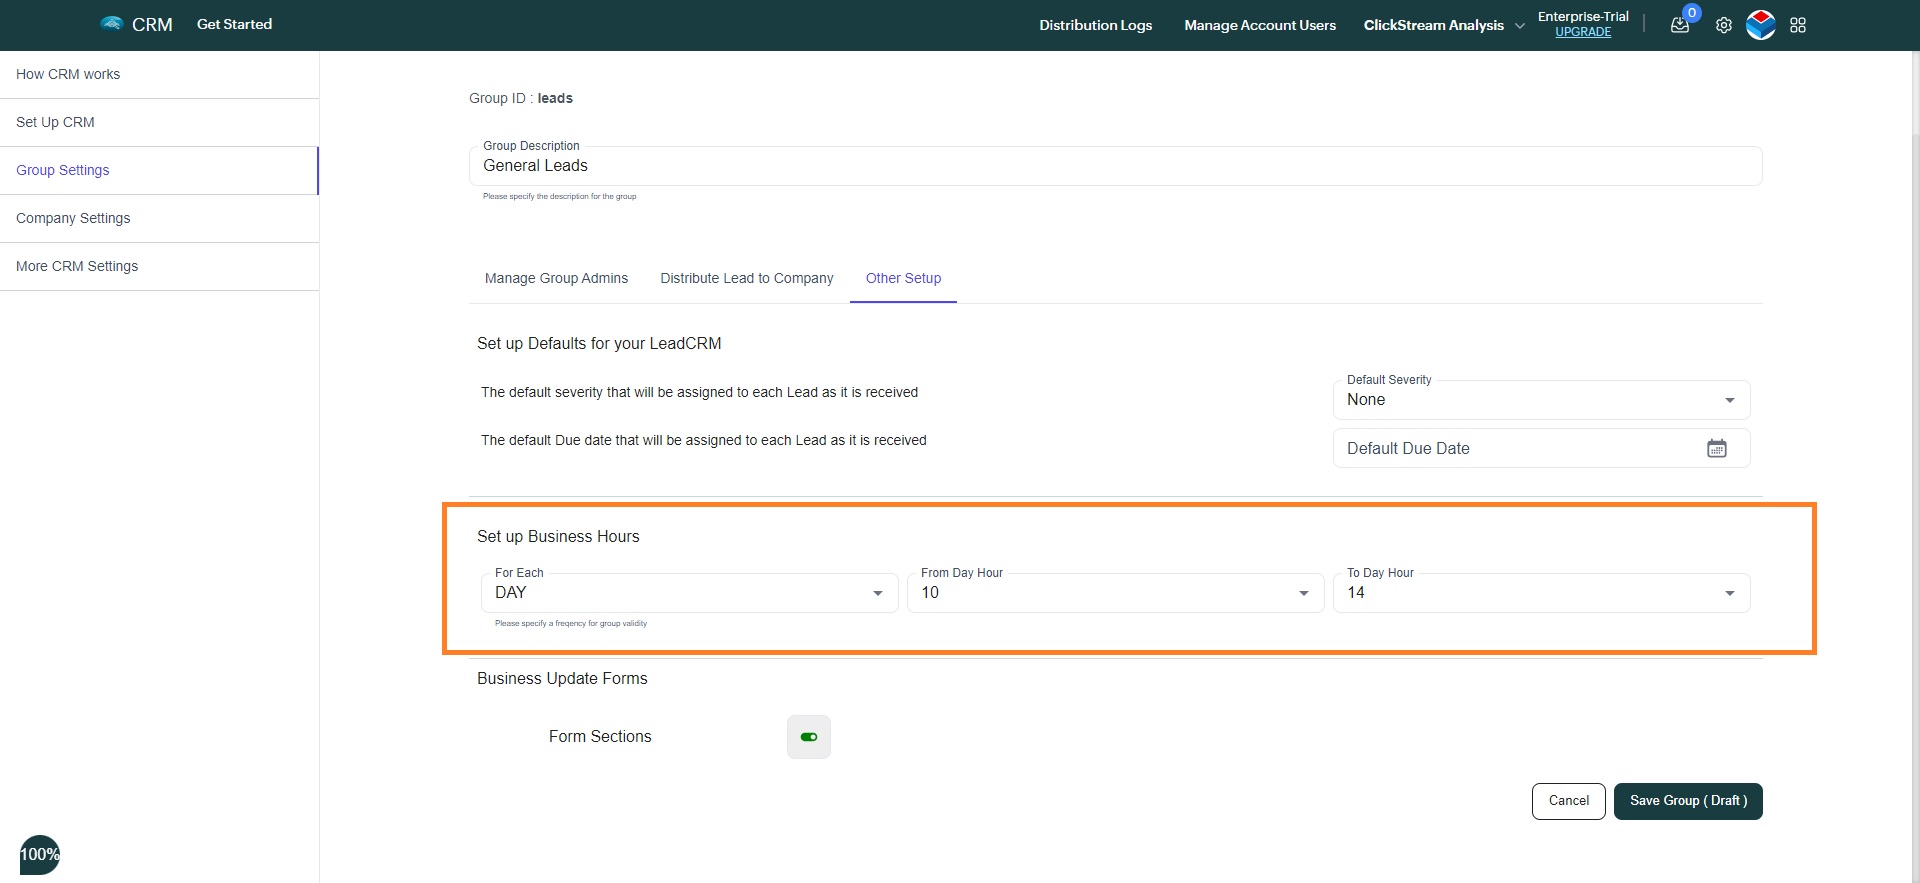 CRM
Get Started
Distribution Logs
Manage Account Users
ClickStream Analysis
Enterprise-Trial
UPGRADE
0
How CRM works
Set Up CRM
Group Settings
Company Settings
More CRM Settings
Group ID : leads
Group Description
General Leads
Please specify the description for the group
Manage Group Admins
Distribute Lead to Company
Other Setup
Set up Defaults for your LeadCRM
The default severity that will be assigned to each Lead as it is received
Default Severity
None
The default Due date that will be assigned to each Lead as it is received
Default Due Date
Set up Business Hours
For Each
DAY
Please specify a freqency for group validity
From Day Hour
10
To Day Hour
14
Business Update Forms
Form Sections
Cancel
Save Group ( Draft )
100%